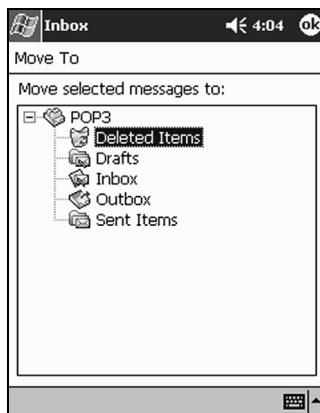 Inbox 4:04 ok
Move To
Move selected messages to:
POP3
Deleted Items
Drafts
Inbox
Outbox
Sent Items